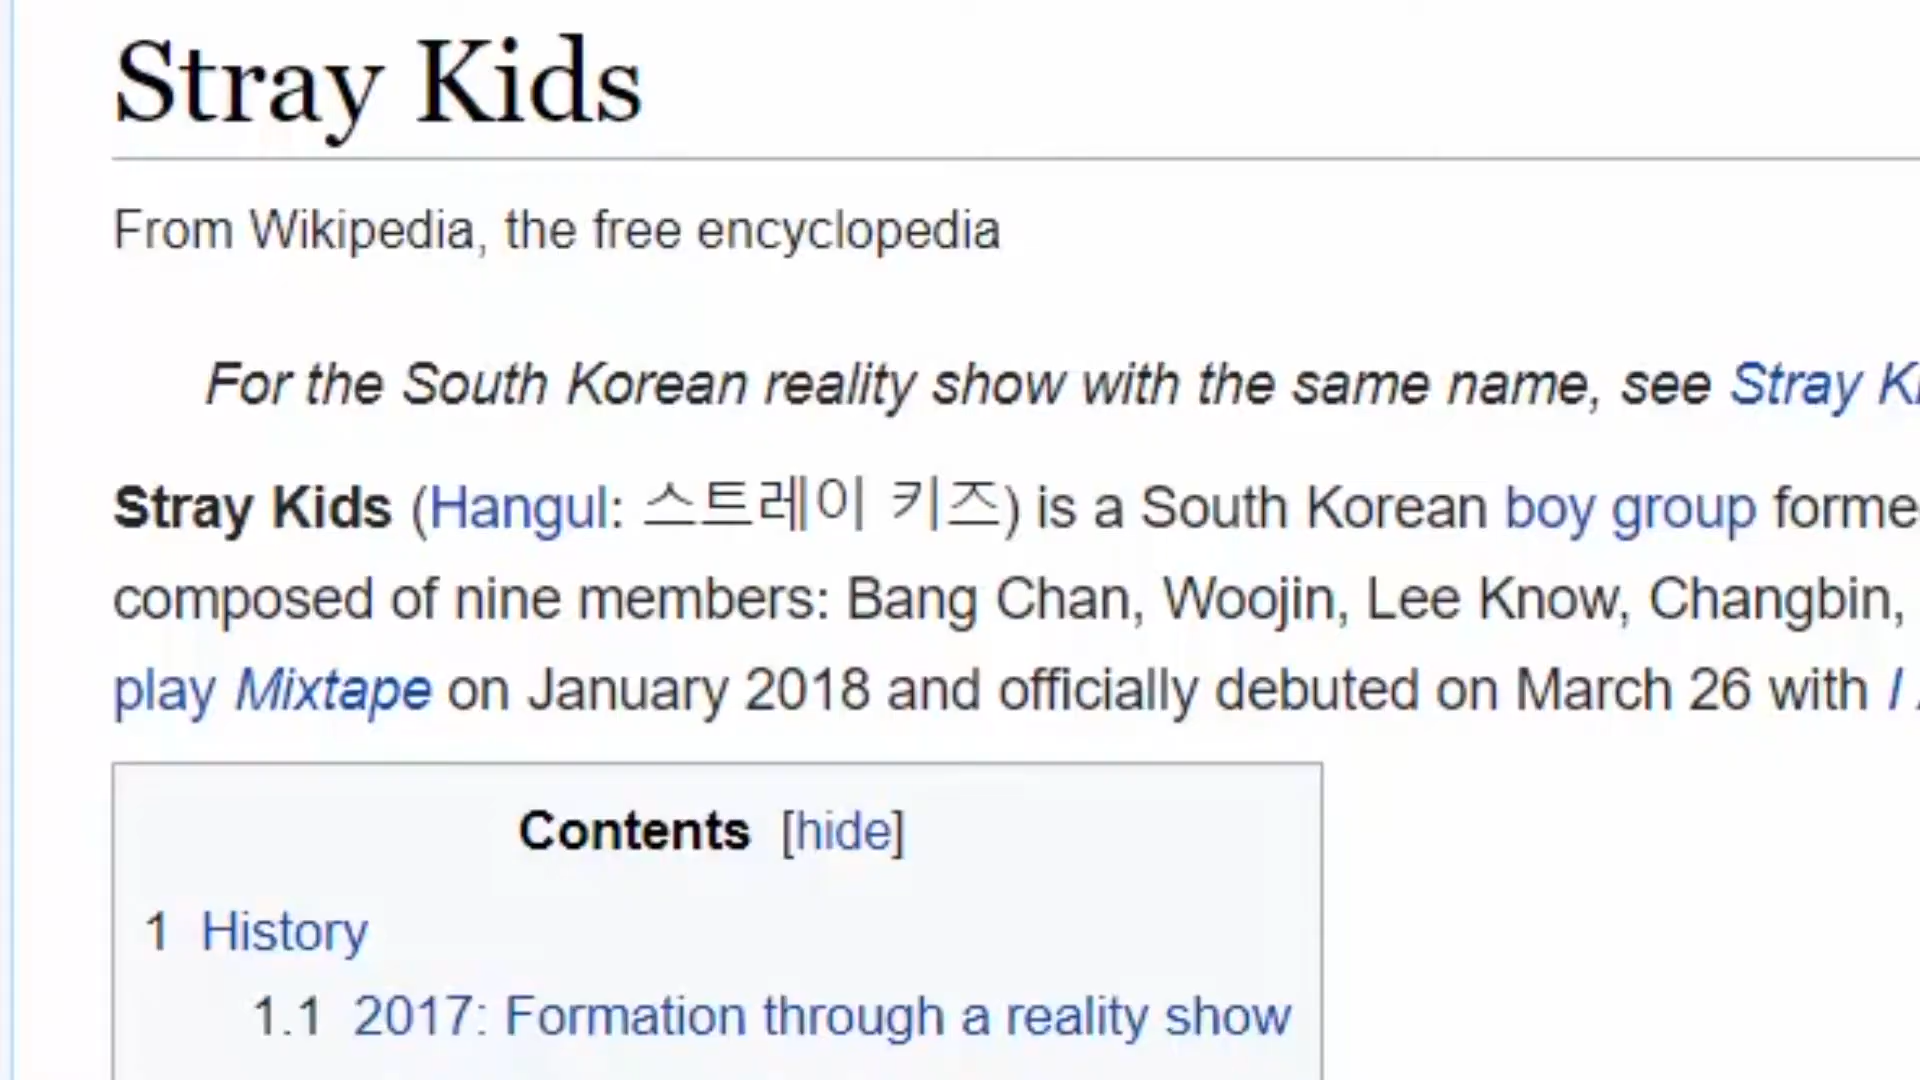 Stray Kids
From Wikipedia, the free encyclopedia
For the South Korean reality show with the same name, see Stray
Stray Kids (Hangul: 스트레이 키즈) is a South Korean boy group forme
composed of nine members: Bang Chan, Woojin, Lee Know, Changbin,
play Mixtape on January 2018 and officially debuted on March 26 with I
Contents [hide]
1 History
1.1 2017: Formation through a reality show